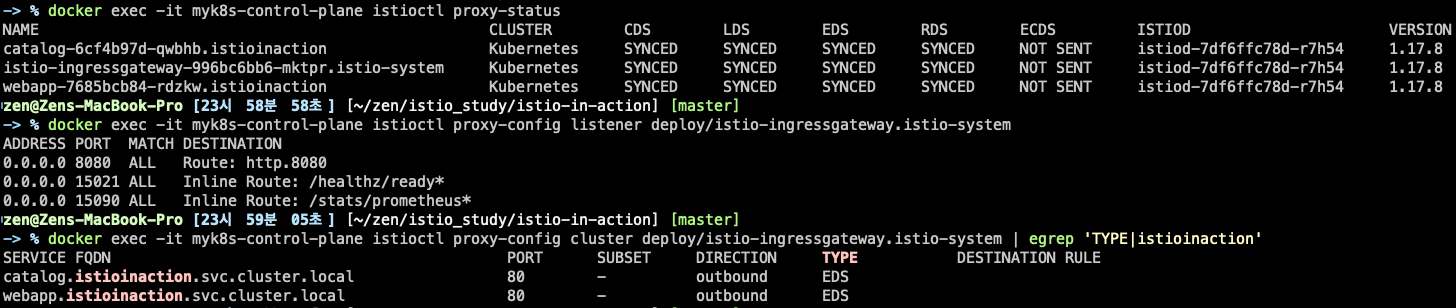 -> % docker exec -it myk8s-control-plane istioctl proxy-status
NAME CLUSTER CDS LDS EDS RDS ECDS ISTIOD VERSION
catalog-6cf4b97d-qwbhb.istioinaction Kubernetes SYNCED SYNCED SYNCED SYNCED NOT SENT istiod-7df6ffc78d-r7h54 1.17.8
istio-ingressgateway-996bc6bb6-mktpr.istio-system Kubernetes SYNCED SYNCED SYNCED SYNCED NOT SENT istiod-7df6ffc78d-r7h54 1.17.8
webapp-7685bcb84-rdzkw.istioinaction Kubernetes SYNCED SYNCED SYNCED SYNCED NOT SENT istiod-7df6ffc78d-r7h54 1.17.8
zen@Zens-MacBook-Pro [23시 58분 58초] [~/zen/istio_study/istio-in-action] [master]
-> % docker exec -it myk8s-control-plane istioctl proxy-config listener deploy/istio-ingressgateway.istio-system
ADDRESS PORT MATCH DESTINATION
0.0.0.0 8080 ALL Route: http.8080
0.0.0.0 15021 ALL Inline Route: /healthz/ready*
0.0.0.0 15090 ALL Inline Route: /stats/prometheus*
zen@Zens-MacBook-Pro [23시 59분 05초] [~/zen/istio_study/istio-in-action] [master]
-> % docker exec -it myk8s-control-plane istioctl proxy-config cluster deploy/istio-ingressgateway.istio-system | egrep 'TYPE|istioinaction'
SERVICE FQDN PORT SUBSET DIRECTION TYPE DESTINATION RULE
catalog.istioinaction.svc.cluster.local 80 - outbound EDS
webapp.istioinaction.svc.cluster.local 80 - outbound EDS